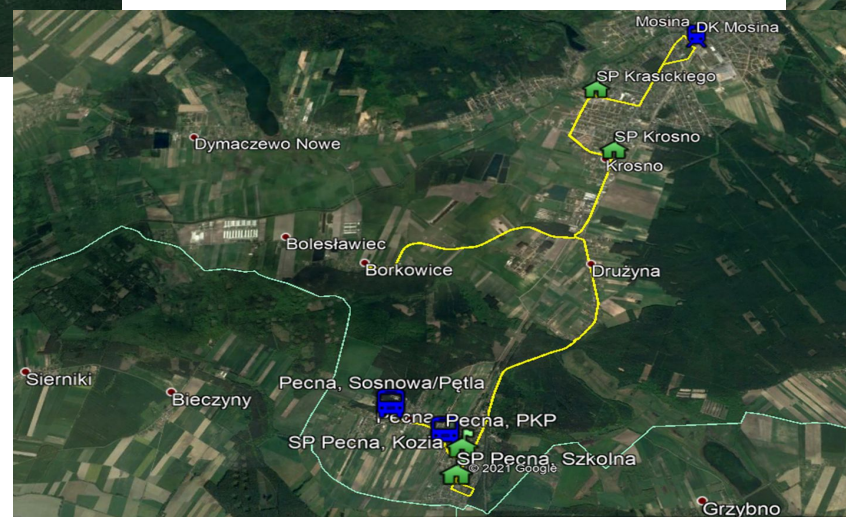 Mosina
DK Mosina
SP Krasickiego
SP Krosno
Krosno
Dymaczewo Nowe
Bolesławiec
Borkowice
Drużyna
Sierniki
Bieczyny
Pecna, Sosnowa/Pętla
Pecna
Pecna, PKP
SP Pecna, Kozia
SP Pecna, Szkolna
© 2021 Google
Grzybno